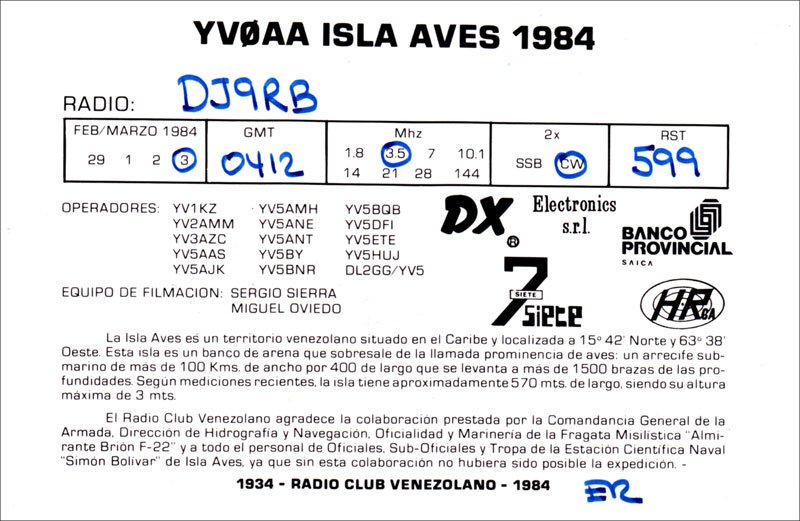 YVØAA ISLA AVES 1984
RADIO: DJ9RB
FEB/MARZO 1984 GMT Mhz 2x RST
29 1 2 3 0412 1.8 3.5 7 10.1 SSB CW 599
14 21 28 144
OPERADORES: YV1KZ YV5AMH YV5BQB
YV2AMM YV5ANE YV5DFI
YV3AZC YV5ANT YV5ETE
YV5AAS YV5BY YV5HUJ
YV5AJK YV5BNR DL2GG/YV5
EQUIPO DE FILMACION: SERGIO SIERRA
MIGUEL OVIEDO
DX ® Electronics
s.r.l.
BANCO
PROVINCIAL
SAICA
7
SIETE
siete
HR CA
La Isla Aves es un territorio venezolano situado en el Caribe y localizada a 15º 42' Norte y 63º 38'
Oeste. Esta isla es un banco de arena que sobresale de la llamada prominencia de aves: un arrecife sub-
marino de más de 100 Kms. de ancho por 400 de largo que se levanta a más de 1500 brazas de las pro-
fundidades. Según mediciones recientes, la isla tiene aproximadamente 570 mts. de largo, siendo su altura
máxima de 3 mts.
El Radio Club Venezolano agradece la colaboración prestada por la Comandancia General de la
Armada, Dirección de Hidrografía y Navegación, Oficialidad y Marinería de la Fragata Misilística "Almi-
rante Brión F-22" y a todo el personal de Oficiales, Sub-Oficiales y Tropa de la Estación Científica Naval
"Simón Bolívar" de Isla Aves, ya que sin esta colaboración no hubiera sido posible la expedición. -
1934 - RADIO CLUB VENEZOLANO - 1984